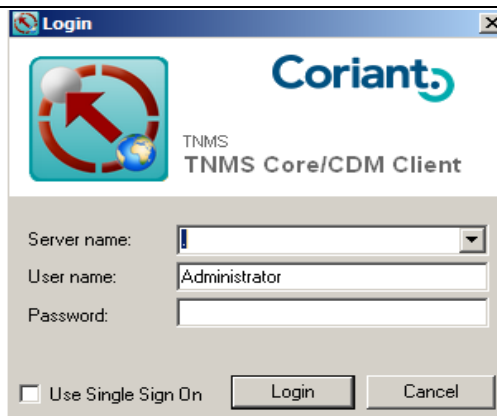 Login
Coriant
TNMS
TNMS Core/CDM Client
Server name: .
User name: Administrator
Password:
Use Single Sign On Login Cancel